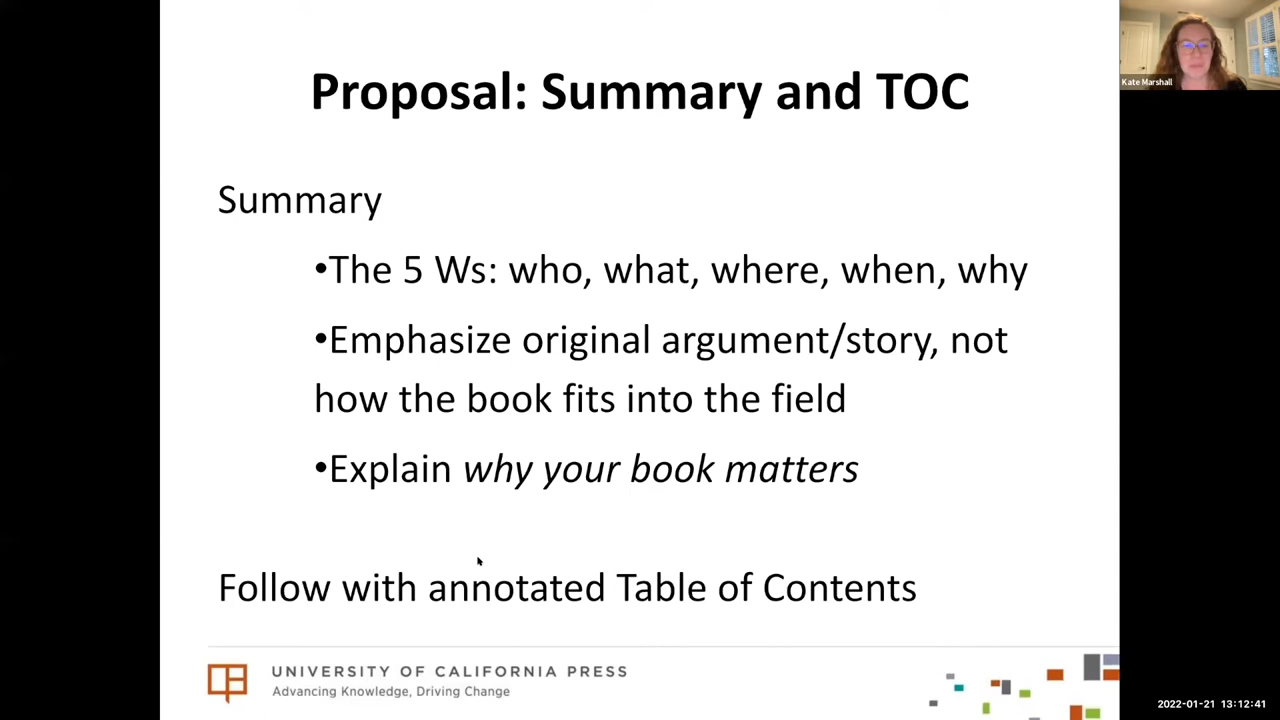 Proposal: Summary and TOC
Kate Marshall
Summary
•The 5 Ws: who, what, where, when, why
•Emphasize original argument/story, not
how the book fits into the field
•Explain why your book matters
Follow with annotated Table of Contents
UNIVERSITY OF CALIFORNIA PRESS
Advancing Knowledge, Driving Change
2022-01-21 13:12:41